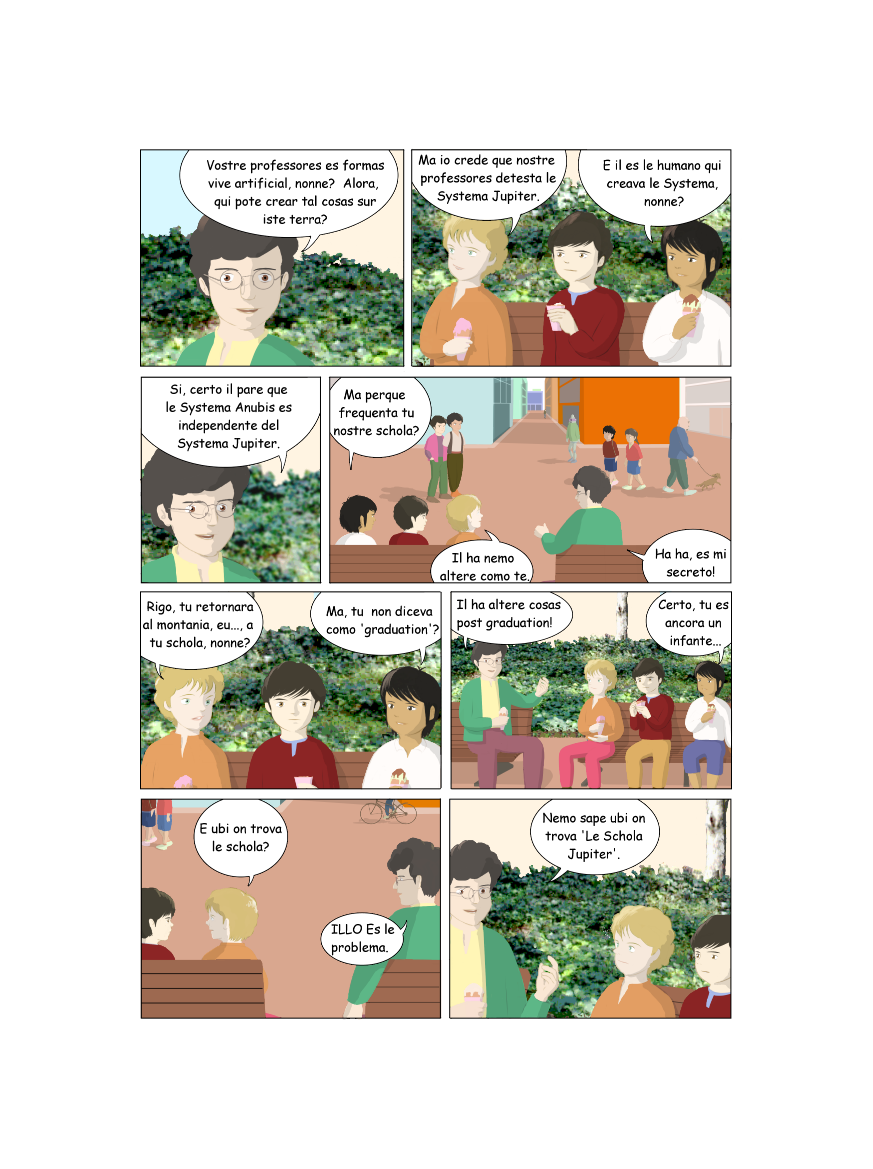 Vostre professores es formas
vive artificial, nonne?  Alora,
qui pote crear tal cosas sur
iste terra?
Ma io crede que nostre
professores detesta le
Systema Jupiter.
E il es le humano qui
creava le Systema,
nonne?
Si, certo il pare que
le Systema Anubis es
independente del
Systema Jupiter.
Ma perque
frequenta tu
nostre schola?
Il ha nemo
altere como te.
Ha ha, es mi
secreto!
Rigo, tu retornara
al montania, eu..., a
tu schola, nonne?
Ma, tu  non diceva
como 'graduation'?
Il ha altere cosas
post graduation!
Certo, tu es
ancora un
infante...
E ubi on trova
le schola?
ILLO Es le
problema.
Nemo sape ubi on
trova 'Le Schola
Jupiter'.